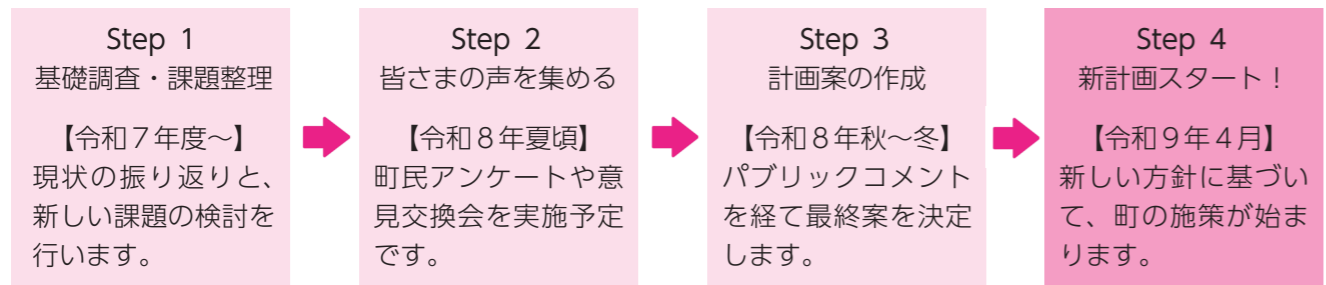 Step 1
基礎調査・課題整理
【令和７年度～】
現状の振り返りと、
新しい課題の検討を
行います。
Step 2
皆さまの声を集める
【令和８年夏頃】
町民アンケートや意
見交換会を実施予定
です。
Step 3
計画案の作成
【令和８年秋～冬】
パブリックコメント
を経て最終案を決定
します。
Step 4
新計画スタート！
【令和９年４月】
新しい方針に基づい
て、町の施策が始ま
ります。